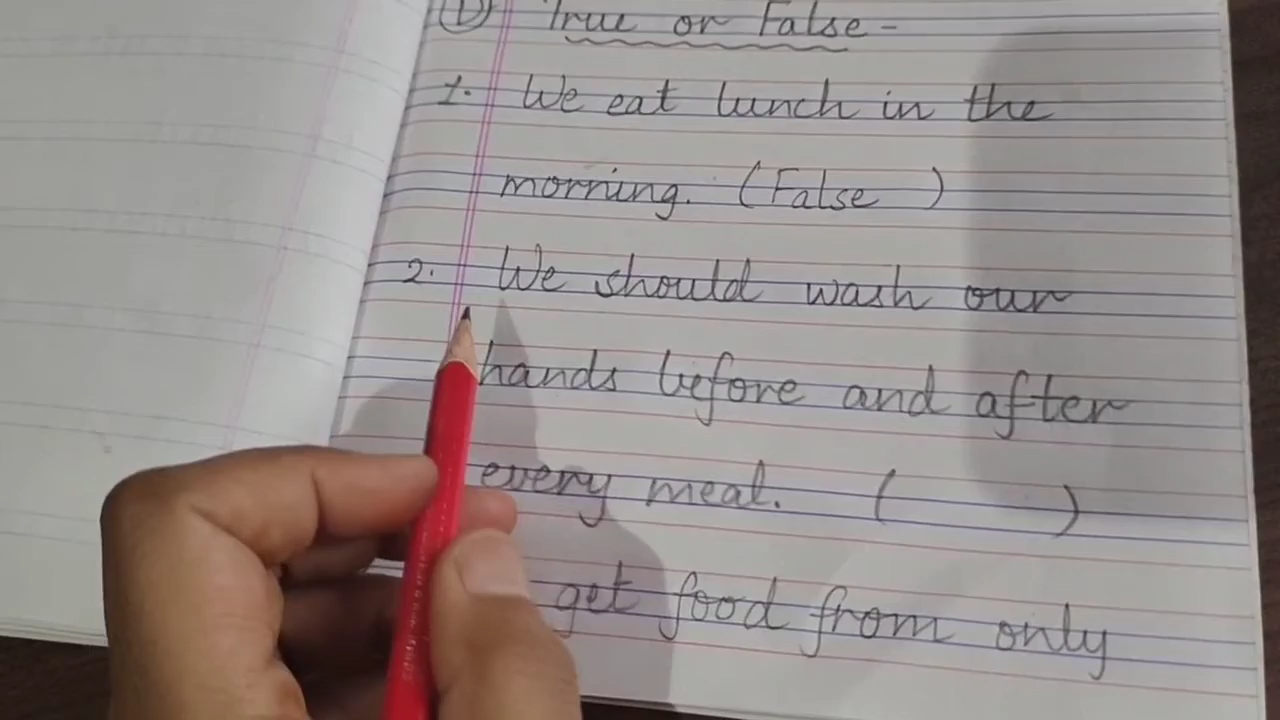 (D) True or False-
1. We eat lunch in the
morning. (False )
2. We should wash our
hands before and after
every meal. ( )
get food from only